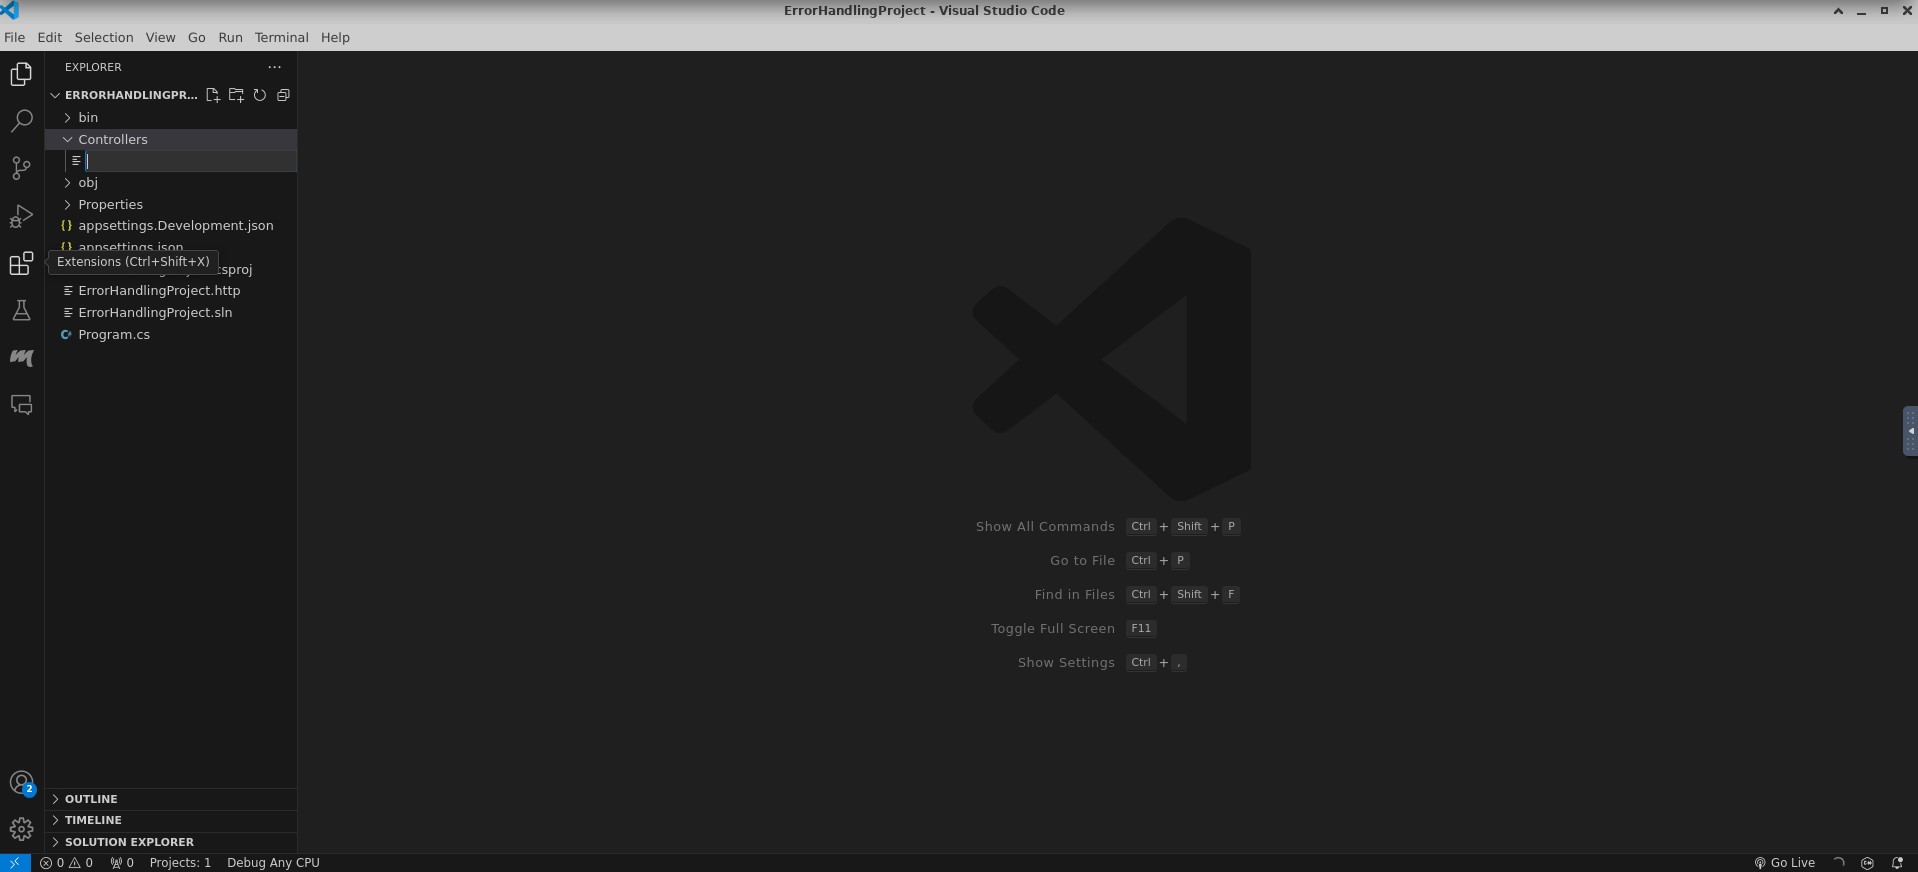 ErrorHandlingProject - Visual Studio Code
File Edit Selection View Go Run Terminal Help
EXPLORER ...
ERRORHANDLINGPR...
bin
Controllers
obj
Properties
appsettings.Development.json
appsettings.json
Extensions (Ctrl+Shift+X)
csproj
ErrorHandlingProject.http
ErrorHandlingProject.sln
Program.cs
Show All Commands Ctrl + Shift + P
Go to File Ctrl + P
Find in Files Ctrl + Shift + F
Toggle Full Screen F11
Show Settings Ctrl + ,
2
OUTLINE
TIMELINE
SOLUTION EXPLORER
0 0 0 Projects: 1 Debug Any CPU Go Live